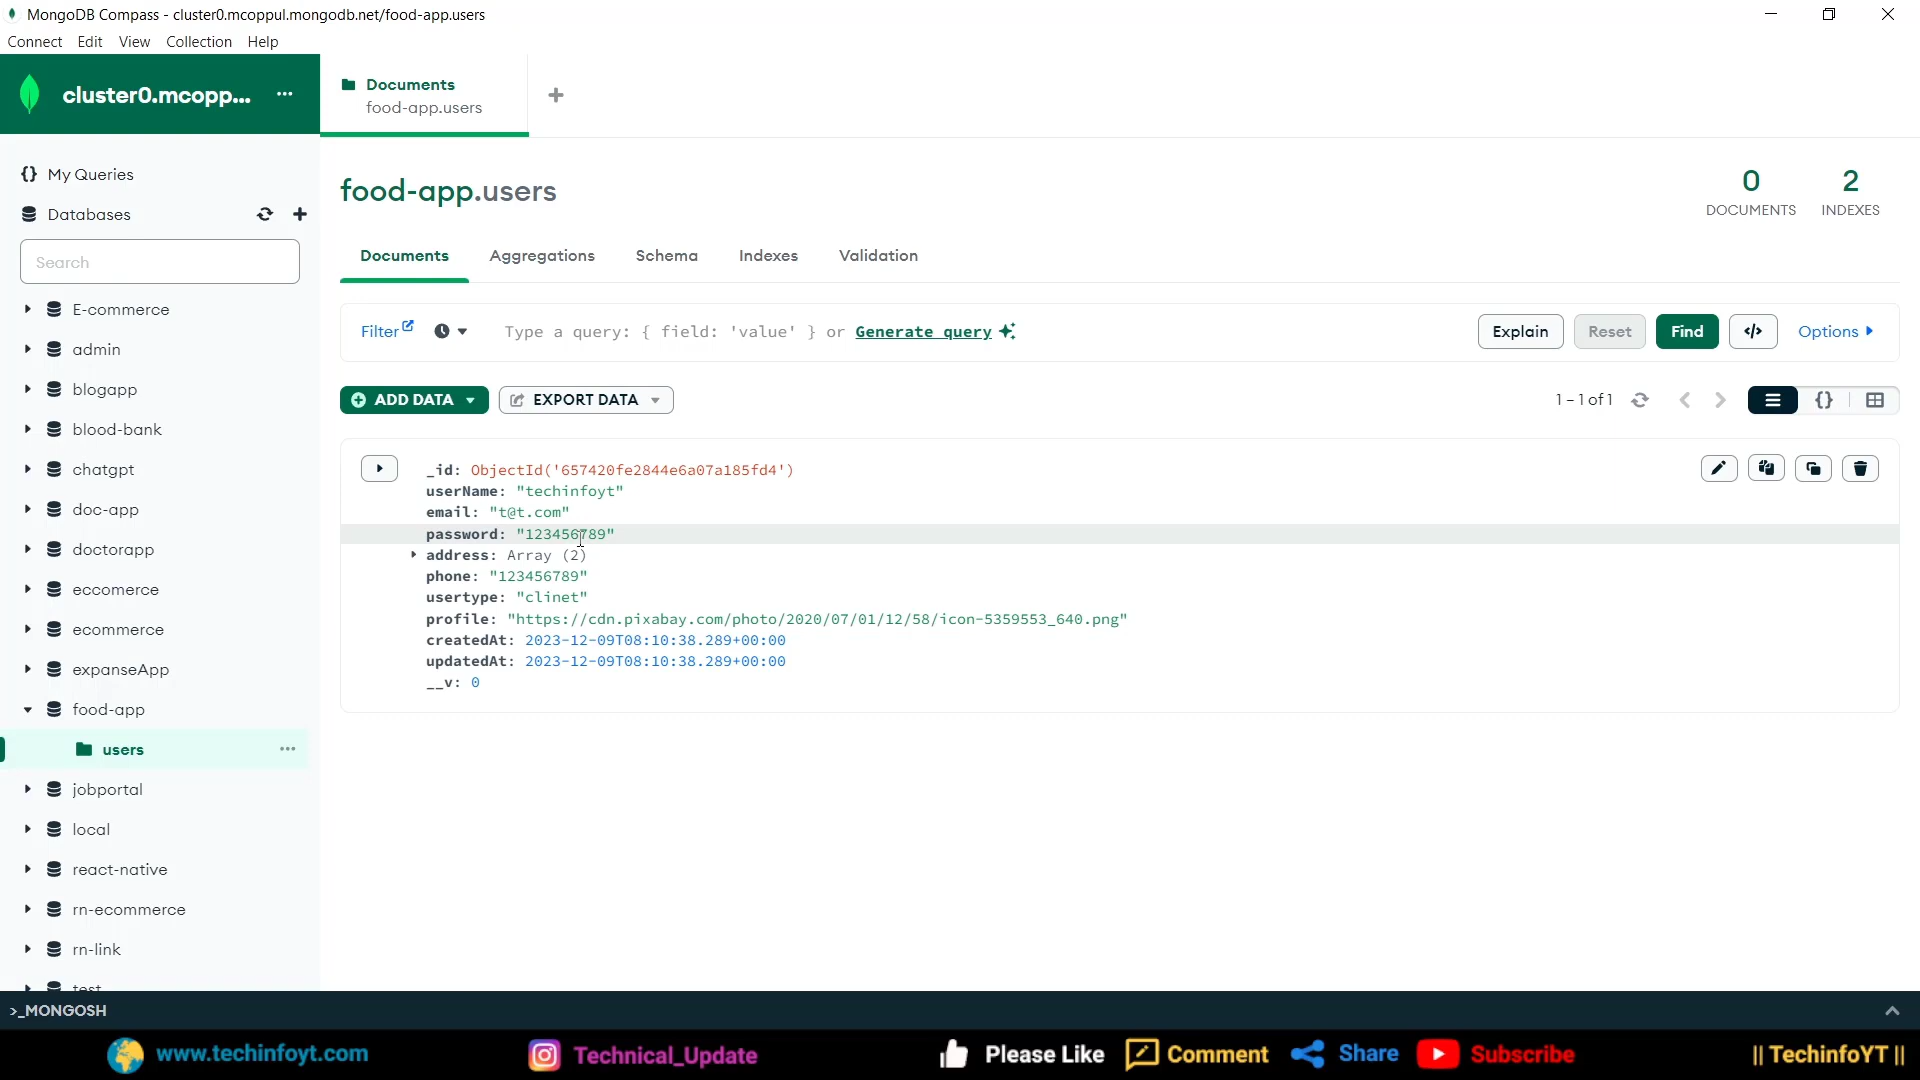 MongoDB Compass - cluster0.mcoppul.mongodb.net/food-app.users
Connect Edit View Collection Help
cluster0.mcopp... ...
Documents
food-app.users
My Queries
Databases
Search
E-commerce
admin
blogapp
blood-bank
chatgpt
doc-app
doctorapp
eccomerce
ecommerce
expanseApp
food-app
users ...
jobportal
local
react-native
rn-ecommerce
rn-link
test
food-app.users
0
DOCUMENTS
2
INDEXES
Documents Aggregations Schema Indexes Validation
Filter Type a query: { field: 'value' } or Generate query Explain Reset Find </> Options
ADD DATA EXPORT DATA 1 – 1 of 1 {}
_id: ObjectId('657420fe2844e6a07a185fd4')
userName: "techinfoyt"
email: "t@t.com"
password: "123456789"
address: Array (2)
phone: "123456789"
usertype: "clinet"
profile: "https://cdn.pixabay.com/photo/2020/07/01/12/58/icon-5359553_640.png"
createdAt: 2023-12-09T08:10:38.289+00:00
updatedAt: 2023-12-09T08:10:38.289+00:00
__v: 0
>_MONGOSH
www.techinfoyt.com Technical_Update Please Like Comment Share Subscribe || TechinfoYT ||